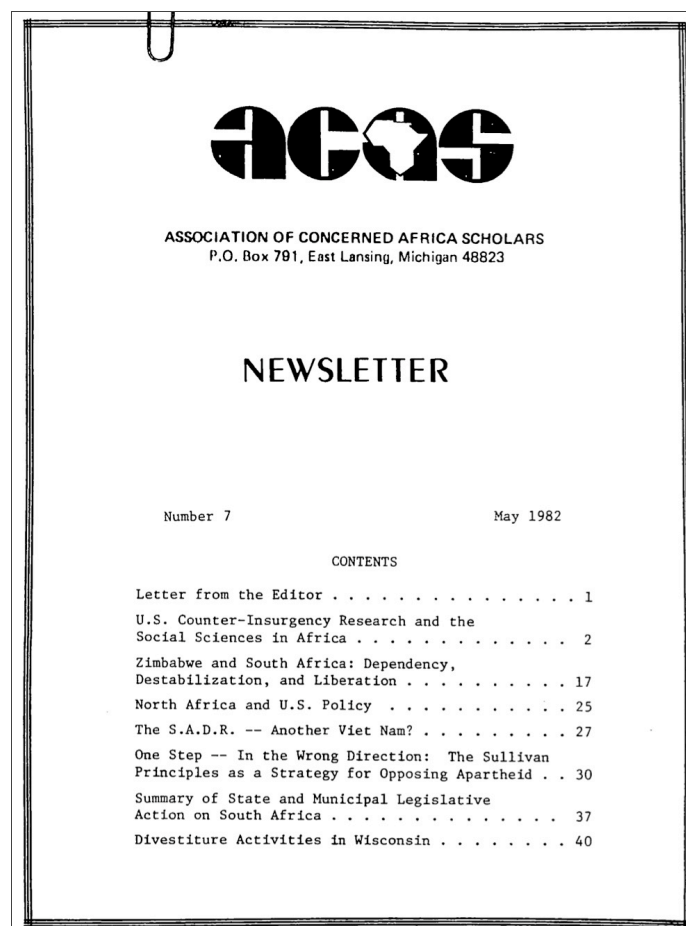 acas
ASSOCIATION OF CONCERNED AFRICA SCHOLARS
P.O. Box 791, East Lansing, Michigan 48823
NEWSLETTER
Number 7 May 1982
CONTENTS
Letter from the Editor . . . . . . . . . . . . . . . 1
U.S. Counter-Insurgency Research and the
Social Sciences in Africa . . . . . . . . . . . . . 2
Zimbabwe and South Africa: Dependency,
Destabilization, and Liberation . . . . . . . . . . 17
North Africa and U.S. Policy . . . . . . . . . . . 25
The S.A.D.R. -- Another Viet Nam? . . . . . . . . . 27
One Step -- In the Wrong Direction: The Sullivan
Principles as a Strategy for Opposing Apartheid . . 30
Summary of State and Municipal Legislative
Action on South Africa . . . . . . . . . . . . . . 37
Divestiture Activities in Wisconsin . . . . . . . . 40